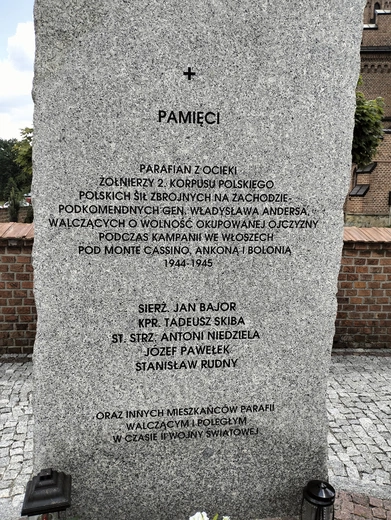 PAMIĘCI
PARAFIAN Z OCIEKI
ŻOŁNIERZY 2. KORPUSU POLSKIEGO
POLSKICH SIŁ ZBROJNYCH NA ZACHODZIE-
PODKOMENDNYCH GEN. WŁADYSŁAWA ANDERSA,
WALCZĄCYCH O WOLNOŚĆ OKUPOWANEJ OJCZYZNY
PODCZAS KAMPANII WE WŁOSZECH
POD MONTE CASSINO, ANKONĄ I BOLONIĄ
1944-1945
SIERŻ. JAN BAJOR
KPR. TADEUSZ SKIBA
ST. STRZ. ANTONI NIEDZIELA
JÓZEF PAWEŁEK
STANISŁAW RUDNY
ORAZ INNYCH MIESZKAŃCÓW PARAFII
WALCZĄCYM I POLEGŁYM
W CZASIE II WOJNY ŚWIATOWEJ.